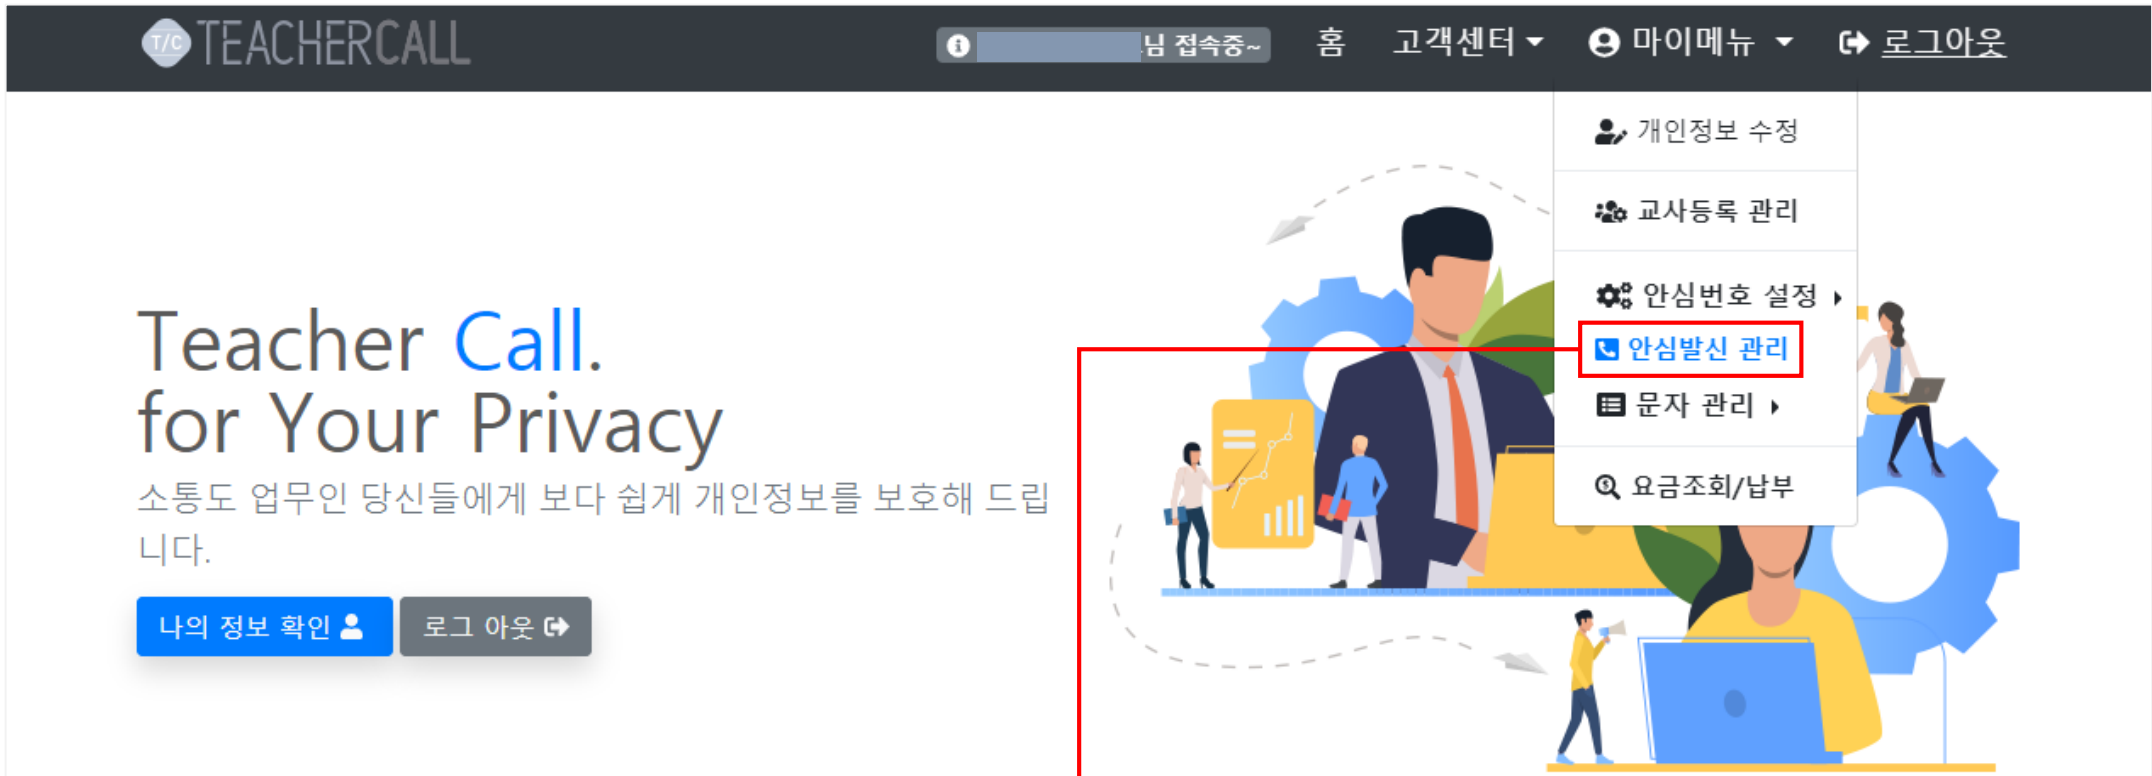 T/C TEACHERCALL
님 접속중~ 홈 고객센터 마이메뉴 로그아웃
개인정보 수정
교사등록 관리
안심번호 설정
안심발신 관리
문자 관리
요금조회/납부
Teacher Call.
for Your Privacy
소통도 업무인 당신들에게 보다 쉽게 개인정보를 보호해 드립
니다.
나의 정보 확인 로그 아웃